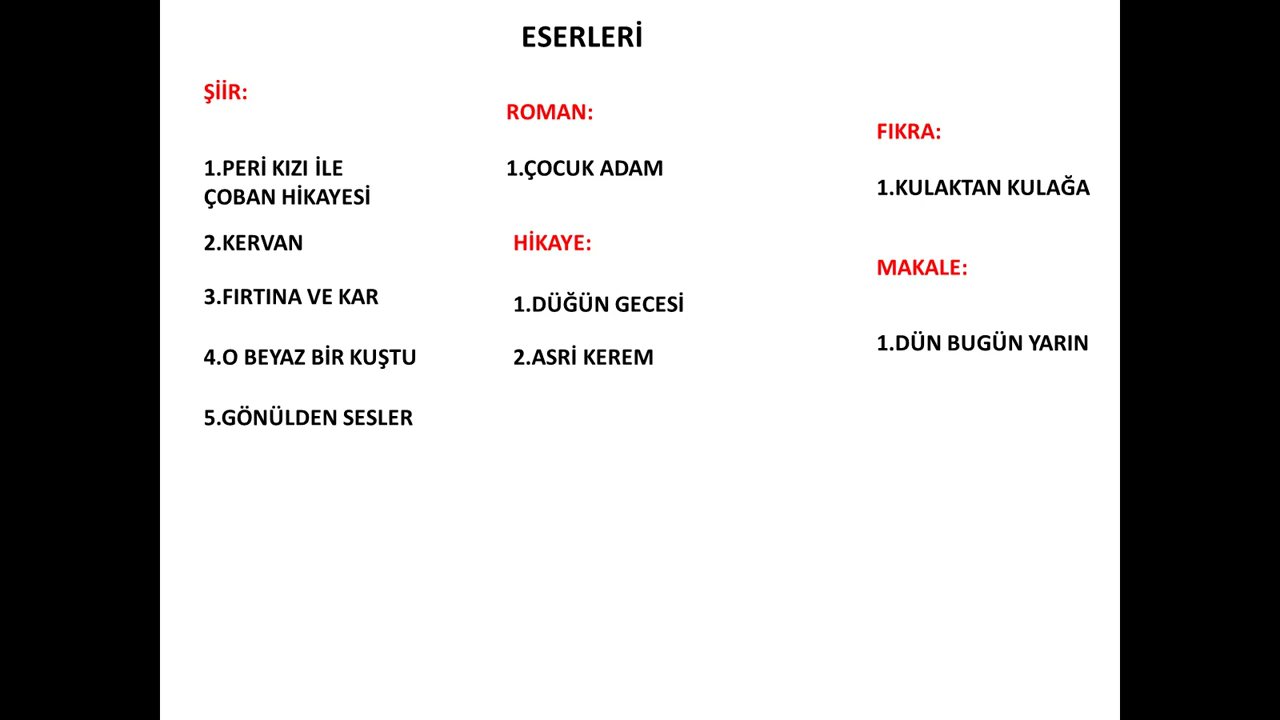 ESERLERİ
ŞİİR:
1.PERİ KIZI İLE
ÇOBAN HİKAYESİ
2.KERVAN
3.FIRTINA VE KAR
4.O BEYAZ BİR KUŞTU
5.GÖNÜLDEN SESLER
ROMAN:
1.ÇOCUK ADAM
HİKAYE:
1.DÜĞÜN GECESİ
2.ASRİ KEREM
FIKRA:
1.KULAKTAN KULAĞA
MAKALE:
1.DÜN BUGÜN YARIN